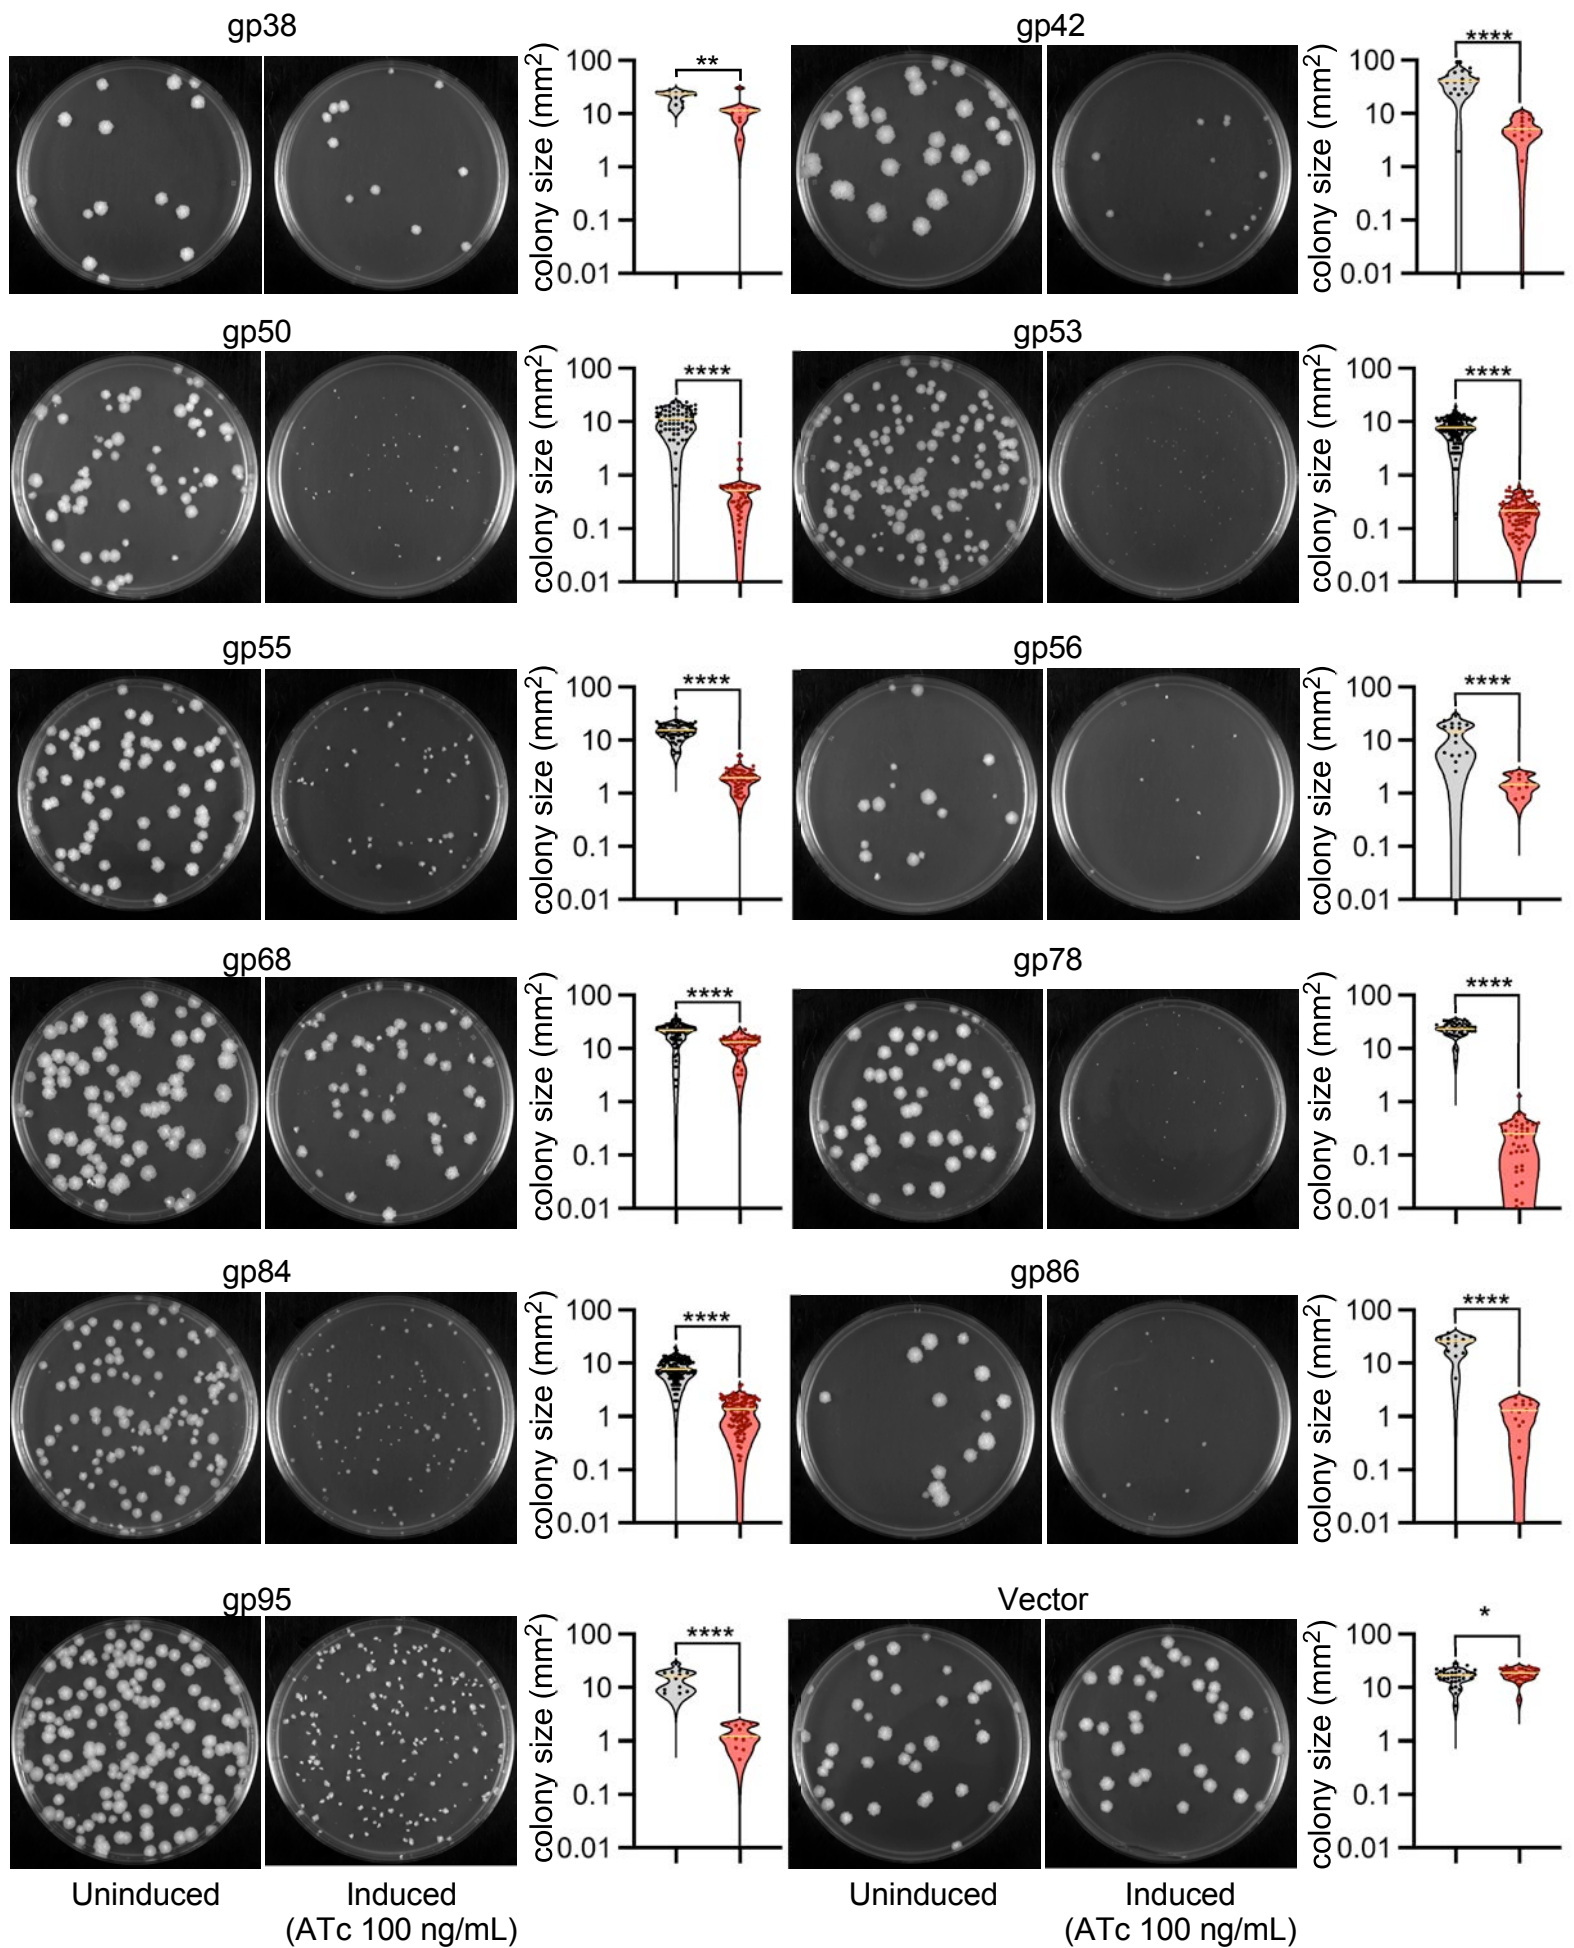 gp38
colony size (mm2)
100
10
1
0.1
0.01
**
gp42
colony size (mm2)
100
10
1
0.1
0.01
****
gp50
colony size (mm2)
100
10
1
0.1
0.01
****
gp53
colony size (mm2)
100
10
1
0.1
0.01
****
gp55
colony size (mm2)
100
10
1
0.1
0.01
****
gp56
colony size (mm2)
100
10
1
0.1
0.01
****
gp68
colony size (mm2)
100
10
1
0.1
0.01
****
gp78
colony size (mm2)
100
10
1
0.1
0.01
****
gp84
colony size (mm2)
100
10
1
0.1
0.01
****
gp86
colony size (mm2)
100
10
1
0.1
0.01
****
gp95
colony size (mm2)
100
10
1
0.1
0.01
****
Vector
colony size (mm2)
100
10
1
0.1
0.01
*
Uninduced
Induced
(ATc 100 ng/mL)
Uninduced
Induced
(ATc 100 ng/mL)